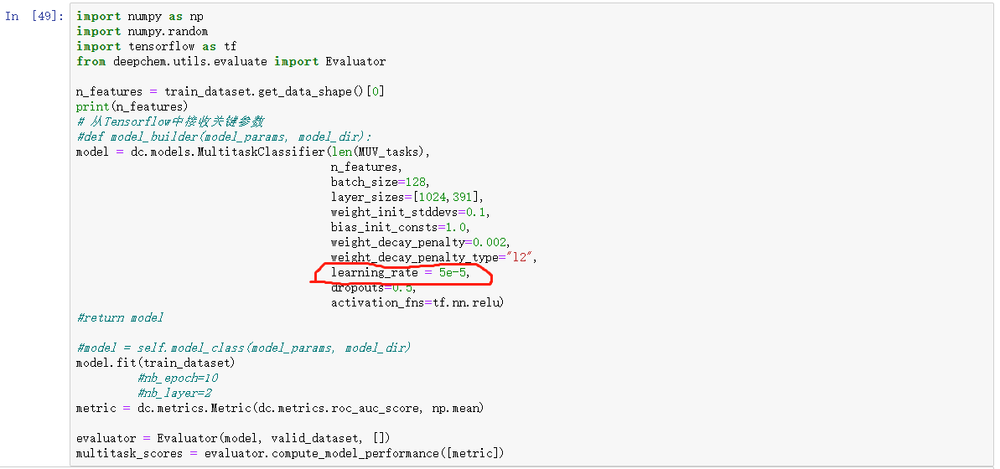 In [49]:
import numpy as np
import numpy.random
import tensorflow as tf
from deepchem.utils.evaluate import Evaluator
n_features = train_dataset.get_data_shape()[0]
print(n_features)
# 从Tensorflow中接收关键参数
#def model_builder(model_params, model_dir):
model = dc.models.MultitaskClassifier(len(MUV_tasks),
n_features,
batch_size=128,
layer_sizes=[1024,391],
weight_init_stddevs=0.1,
bias_init_consts=1.0,
weight_decay_penalty=0.002,
weight_decay_penalty_type="l2",
learning_rate = 5e-5,
dropouts=0.5,
activation_fns=tf.nn.relu)
#return model
#model = self.model_class(model_params, model_dir)
model.fit(train_dataset)
#nb_epoch=10
#nb_layer=2
metric = dc.metrics.Metric(dc.metrics.roc_auc_score, np.mean)
evaluator = Evaluator(model, valid_dataset, [])
multitask_scores = evaluator.compute_model_performance([metric])